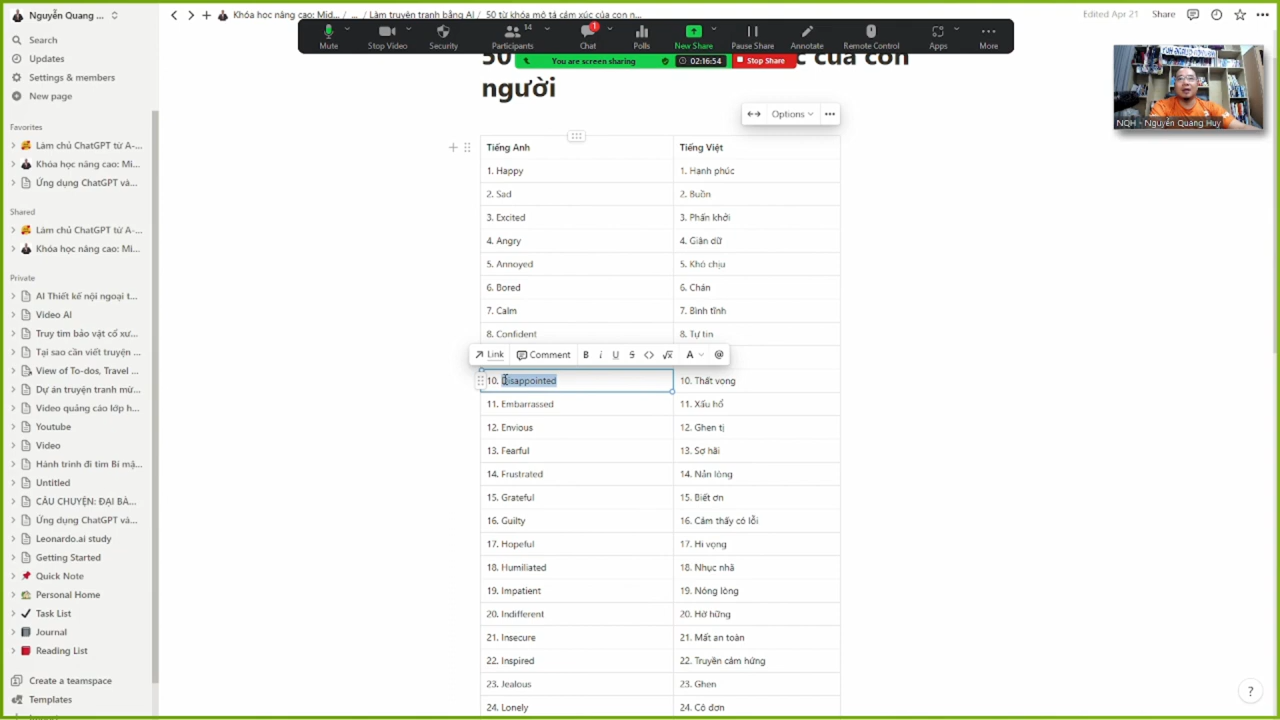 Nguyễn Quang ...
Search
Updates
Settings & members
New page
Favorites
Làm chủ ChatGPT từ A-...
Khóa học nâng cao: Mi...
Ứng dụng ChatGPT và...
Shared
Làm chủ ChatGPT từ A-...
Khóa học nâng cao: Mi...
Private
AI Thiết kế nội ngoại t...
Video AI
Truy tìm bảo vật cổ xư...
Tại sao cần viết truyện ...
View of To-dos, Travel ...
Dự án truyện tranh mừ...
Video quảng cáo lớp h...
Youtube
Video
Hành trình đi tìm Bí mậ...
Untitled
CÂU CHUYỆN: ĐẠI BÀ...
Ứng dụng ChatGPT và...
Leonardo.ai study
Getting Started
Quick Note
Personal Home
Task List
Journal
Reading List
Create a teamspace
Templates
Khóa học nâng cao: Mid... / ... / Làm truyện tranh bằng AI / 50 từ khóa mô tả cảm xúc của con n...
Edited Apr 21
Share
Mute
Stop Video
Security
Participants
14
Chat
1
Polls
New Share
Pause Share
Annotate
Remote Control
Apps
More
You are screen sharing
02:16:54
Stop Share
NQH - Nguyễn Quang Huy
50 c của con
người
Options
Tiếng Anh Tiếng Việt
1. Happy 1. Hạnh phúc
2. Sad 2. Buồn
3. Excited 3. Phấn khởi
4. Angry 4. Giận dữ
5. Annoyed 5. Khó chịu
6. Bored 6. Chán
7. Calm 7. Bình tĩnh
8. Confident 8. Tự tin
Link Comment B i U S <> √x A @
10. Disappointed 10. Thất vọng
11. Embarrassed 11. Xấu hổ
12. Envious 12. Ghen tị
13. Fearful 13. Sợ hãi
14. Frustrated 14. Nản lòng
15. Grateful 15. Biết ơn
16. Guilty 16. Cảm thấy có lỗi
17. Hopeful 17. Hi vọng
18. Humiliated 18. Nhục nhã
19. Impatient 19. Nóng lòng
20. Indifferent 20. Hờ hững
21. Insecure 21. Mất an toàn
22. Inspired 22. Truyền cảm hứng
23. Jealous 23. Ghen
24. Lonely 24. Cô đơn
?